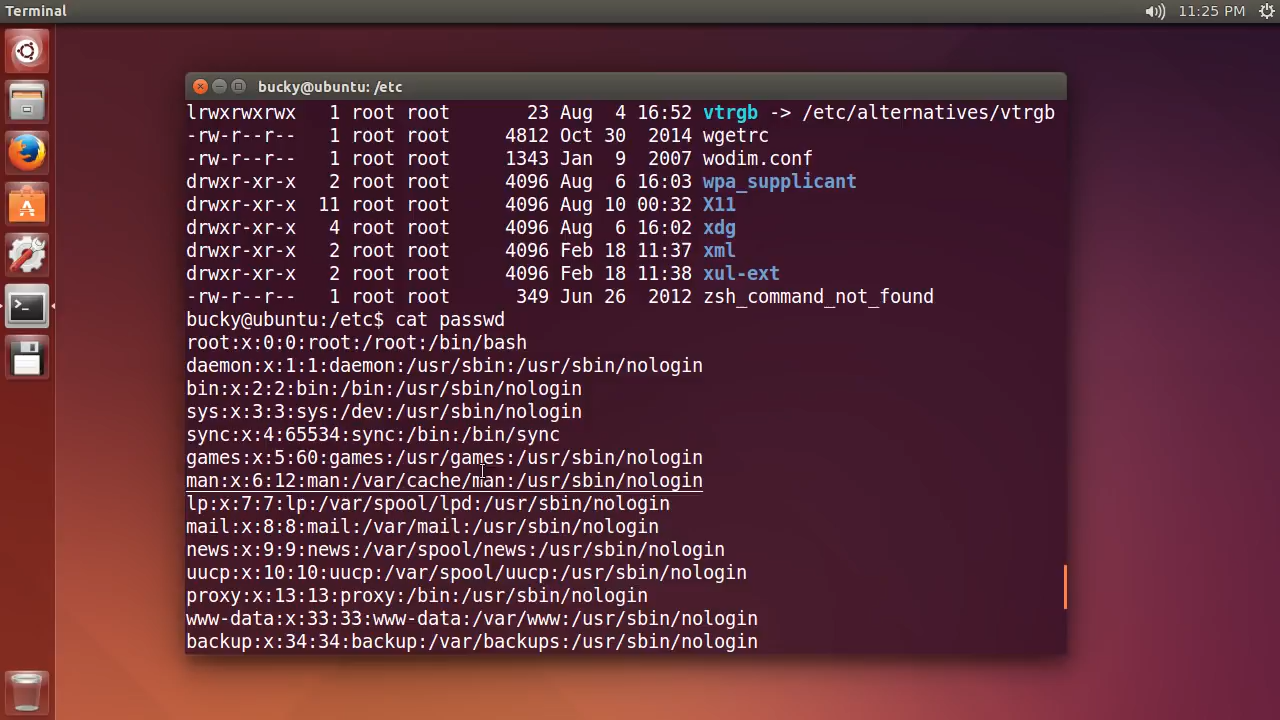 Terminal
11:25 PM
bucky@ubuntu: /etc
lrwxrwxrwx   1 root root       23 Aug  4 16:52 vtrgb -> /etc/alternatives/vtrgb
-rw-r--r--   1 root root     4812 Oct 30  2014 wgetrc
-rw-r--r--   1 root root     1343 Jan  9  2007 wodim.conf
drwxr-xr-x   2 root root     4096 Aug  6 16:03 wpa_supplicant
drwxr-xr-x  11 root root     4096 Aug 10 00:32 X11
drwxr-xr-x   4 root root     4096 Aug  6 16:02 xdg
drwxr-xr-x   2 root root     4096 Feb 18 11:37 xml
drwxr-xr-x   2 root root     4096 Feb 18 11:38 xul-ext
-rw-r--r--   1 root root      349 Jun 26  2012 zsh_command_not_found
bucky@ubuntu:/etc$ cat passwd
root:x:0:0:root:/root:/bin/bash
daemon:x:1:1:daemon:/usr/sbin:/usr/sbin/nologin
bin:x:2:2:bin:/bin:/usr/sbin/nologin
sys:x:3:3:sys:/dev:/usr/sbin/nologin
sync:x:4:65534:sync:/bin:/bin/sync
games:x:5:60:games:/usr/games:/usr/sbin/nologin
man:x:6:12:man:/var/cache/man:/usr/sbin/nologin
lp:x:7:7:lp:/var/spool/lpd:/usr/sbin/nologin
mail:x:8:8:mail:/var/mail:/usr/sbin/nologin
news:x:9:9:news:/var/spool/news:/usr/sbin/nologin
uucp:x:10:10:uucp:/var/spool/uucp:/usr/sbin/nologin
proxy:x:13:13:proxy:/bin:/usr/sbin/nologin
www-data:x:33:33:www-data:/var/www:/usr/sbin/nologin
backup:x:34:34:backup:/var/backups:/usr/sbin/nologin